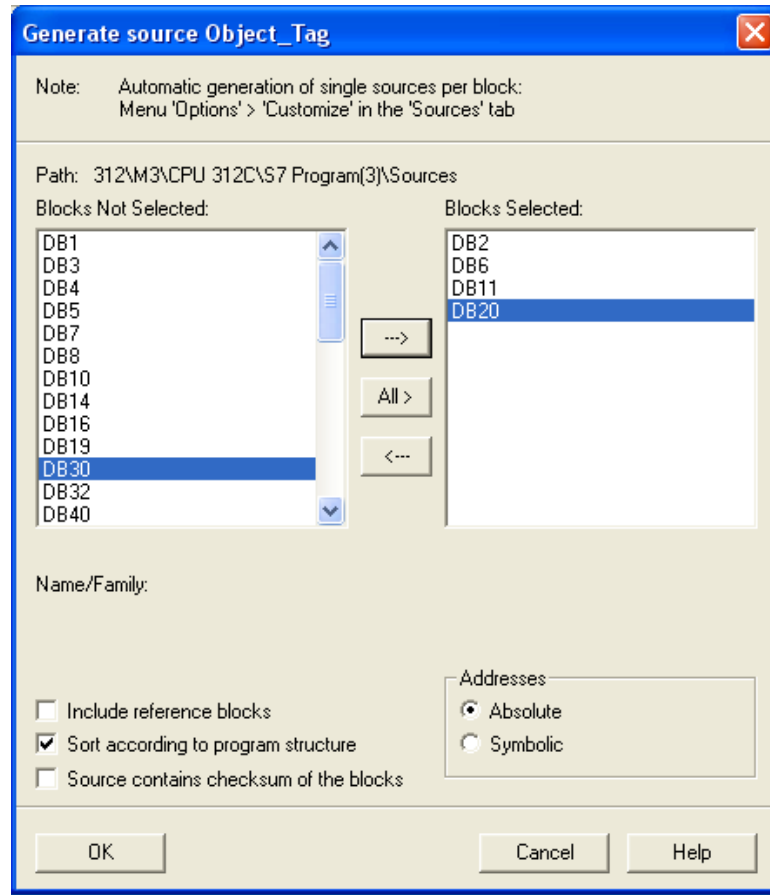 Generate source Object_Tag
Note: Automatic generation of single sources per block:
Menu 'Options' > 'Customize' in the 'Sources' tab
Path: 312\M3\CPU 312C\S7 Program(3)\Sources
Blocks Not Selected:
DB1
DB3
DB4
DB5
DB7
DB8
DB10
DB14
DB16
DB19
DB30
DB32
DB40
--->
All >
<---
Blocks Selected:
DB2
DB6
DB11
DB20
Name/Family:
Include reference blocks
Sort according to program structure
Source contains checksum of the blocks
Addresses
Absolute
Symbolic
OK
Cancel
Help